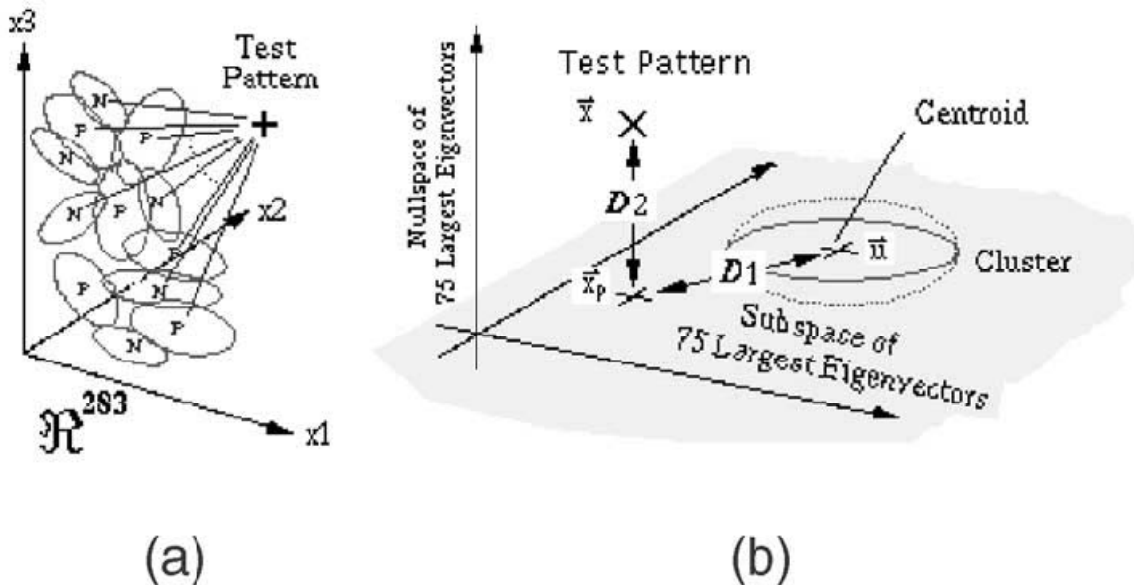 x3
Test
Pattern
N
P
P
N
N
P
N
x2
P
P
N
P
N
ℜ²⁸³
x1
(a)
Nullspace of
75 Largest Eigenvectors
Test Pattern
x⃗
Centroid
D2
u⃗
Cluster
D1
x⃗ₚ
Subspace of
75 Largest Eigenvectors
(b)